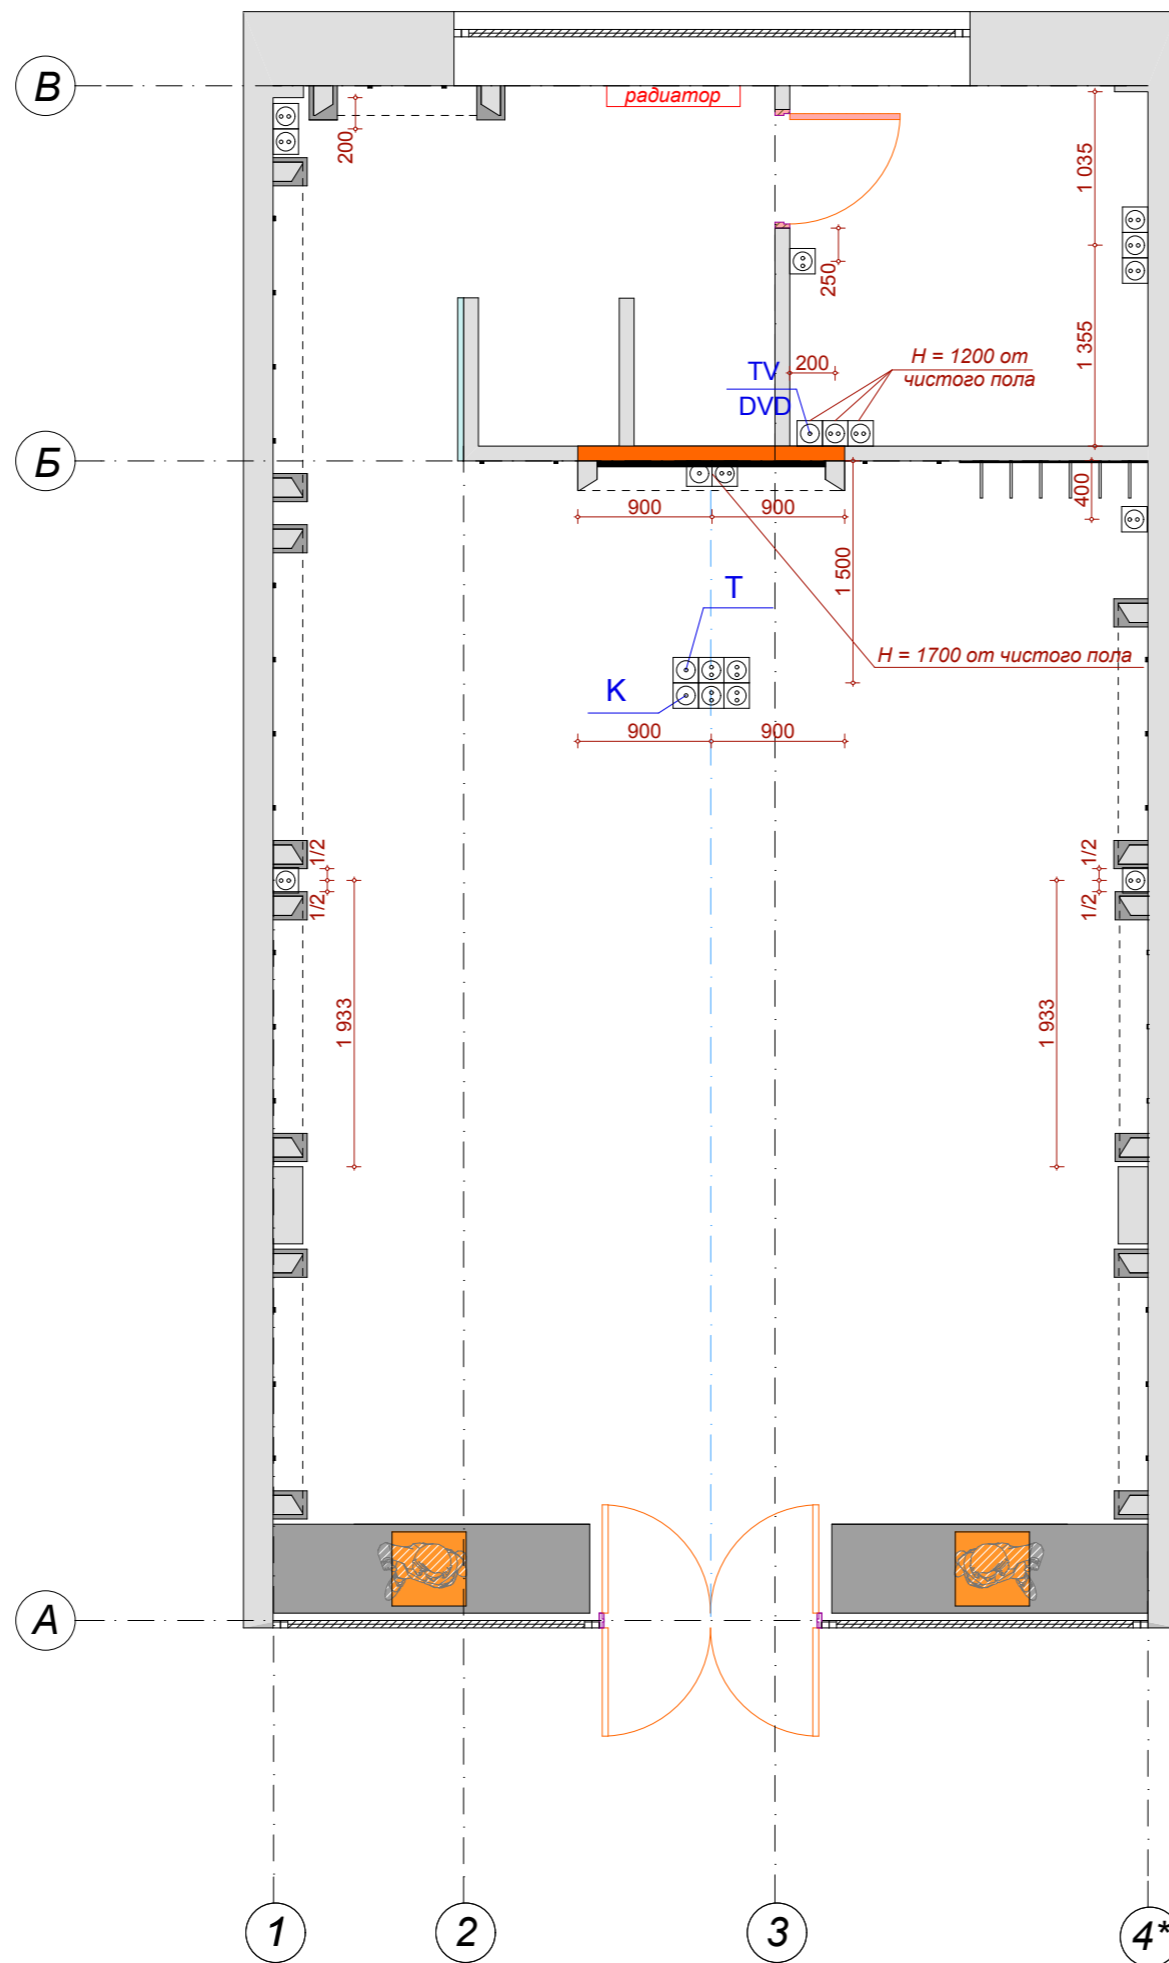 В
радиатор
200
1 035
250
1 355
200
H = 1200 от
чистого пола
TV
DVD
Б
400
900
900
1 500
T
H = 1700 от чистого пола
K
900
900
1/2
1/2
1/2
1/2
1 933
1 933
А
1
2
3
4*